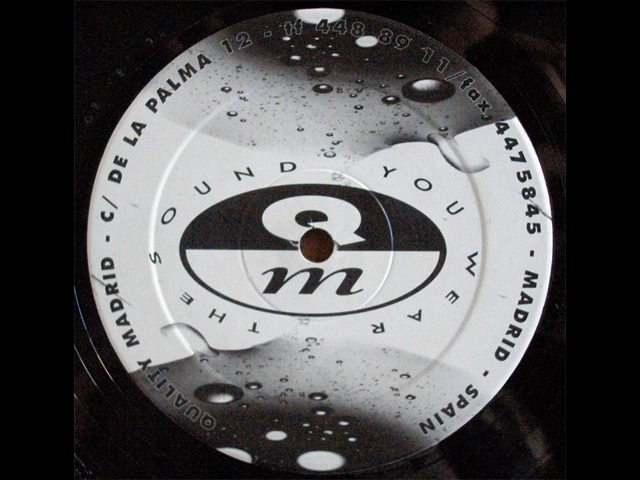 QUALITY MADRID - C/ DE LA PALMA 12 - tf 448 89 11/fax, 4475845 - MADRID - SPAIN
THE SOUND YOU WEAR
Q
m